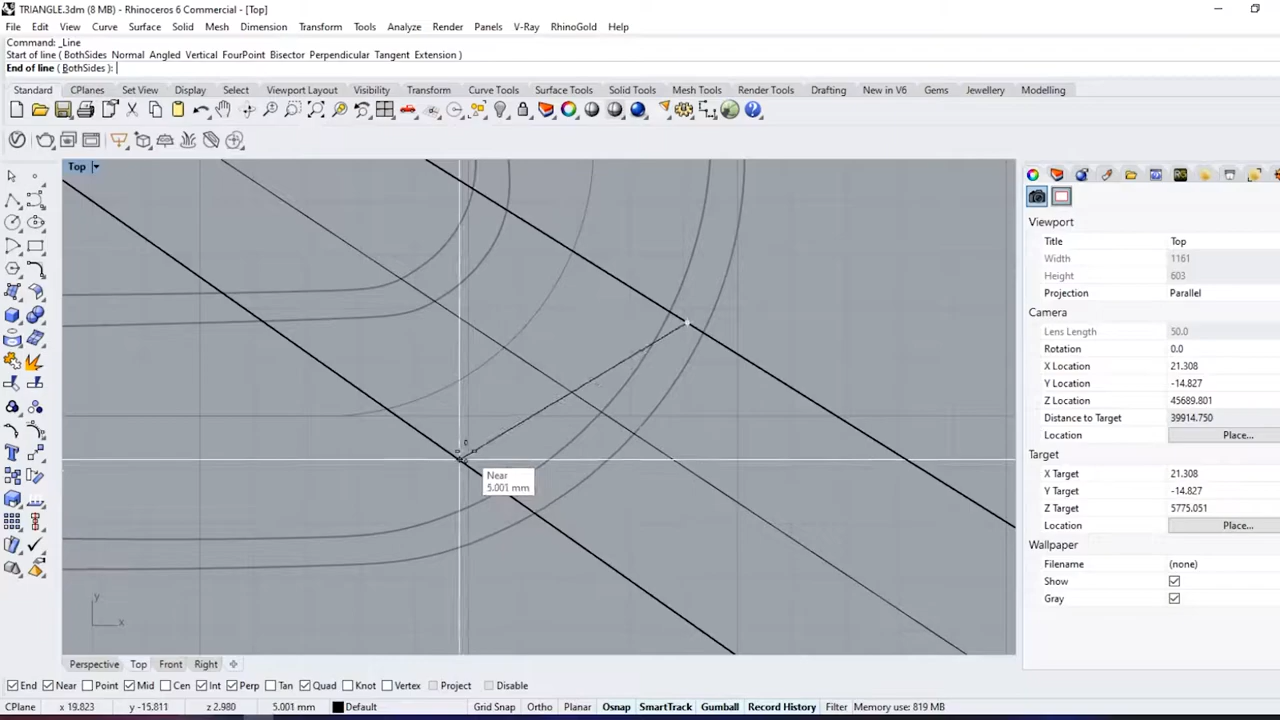 TRIANGLE.3dm (8 MB) - Rhinoceros 6 Commercial - [Top]
File Edit View Curve Surface Solid Mesh Dimension Transform Tools Analyze Render Panels V-Ray RhinoGold Help
Command: _Line
Start of line ( BothSides Normal Angled Vertical FourPoint Bisector Perpendicular Tangent Extension )
End of line ( BothSides ):
Standard CPlanes Set View Display Select Viewport Layout Visibility Transform Curve Tools Surface Tools Solid Tools Mesh Tools Render Tools Drafting New in V6 Gems Jewellery Modelling
Top
Near
5.001 mm
y
x
Viewport
Title Top
Width 1161
Height 603
Projection Parallel
Camera
Lens Length 50.0
Rotation 0.0
X Location 21.308
Y Location -14.827
Z Location 45689.801
Distance to Target 39914.750
Location Place...
Target
X Target 21.308
Y Target -14.827
Z Target 5775.051
Location Place...
Wallpaper
Filename (none)
Show
Gray
Perspective Top Front Right
End Near Point Mid Cen Int Perp Tan Quad Knot Vertex Project Disable
CPlane x 19.823 y -15.811 z 2.980 5.001 mm Default Grid Snap Ortho Planar Osnap SmartTrack Gumball Record History Filter Memory use: 819 MB